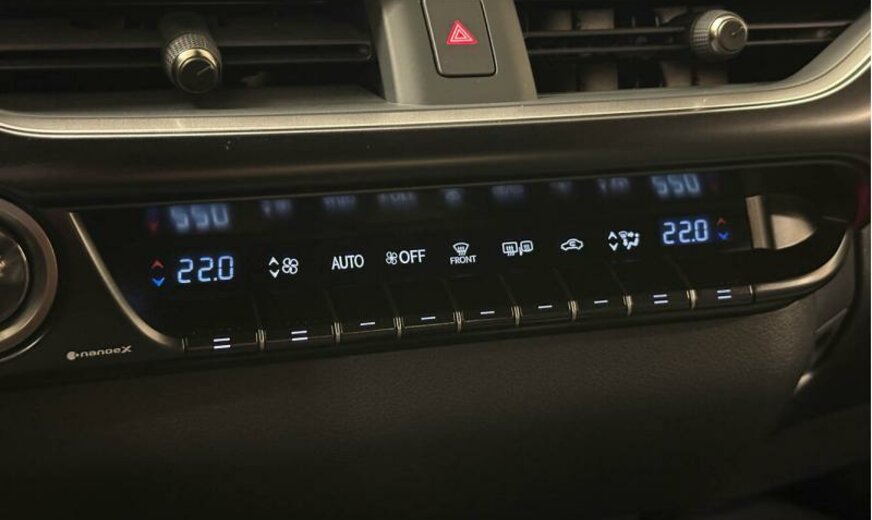 22.0 AUTO OFF FRONT 22.0
nanoeX